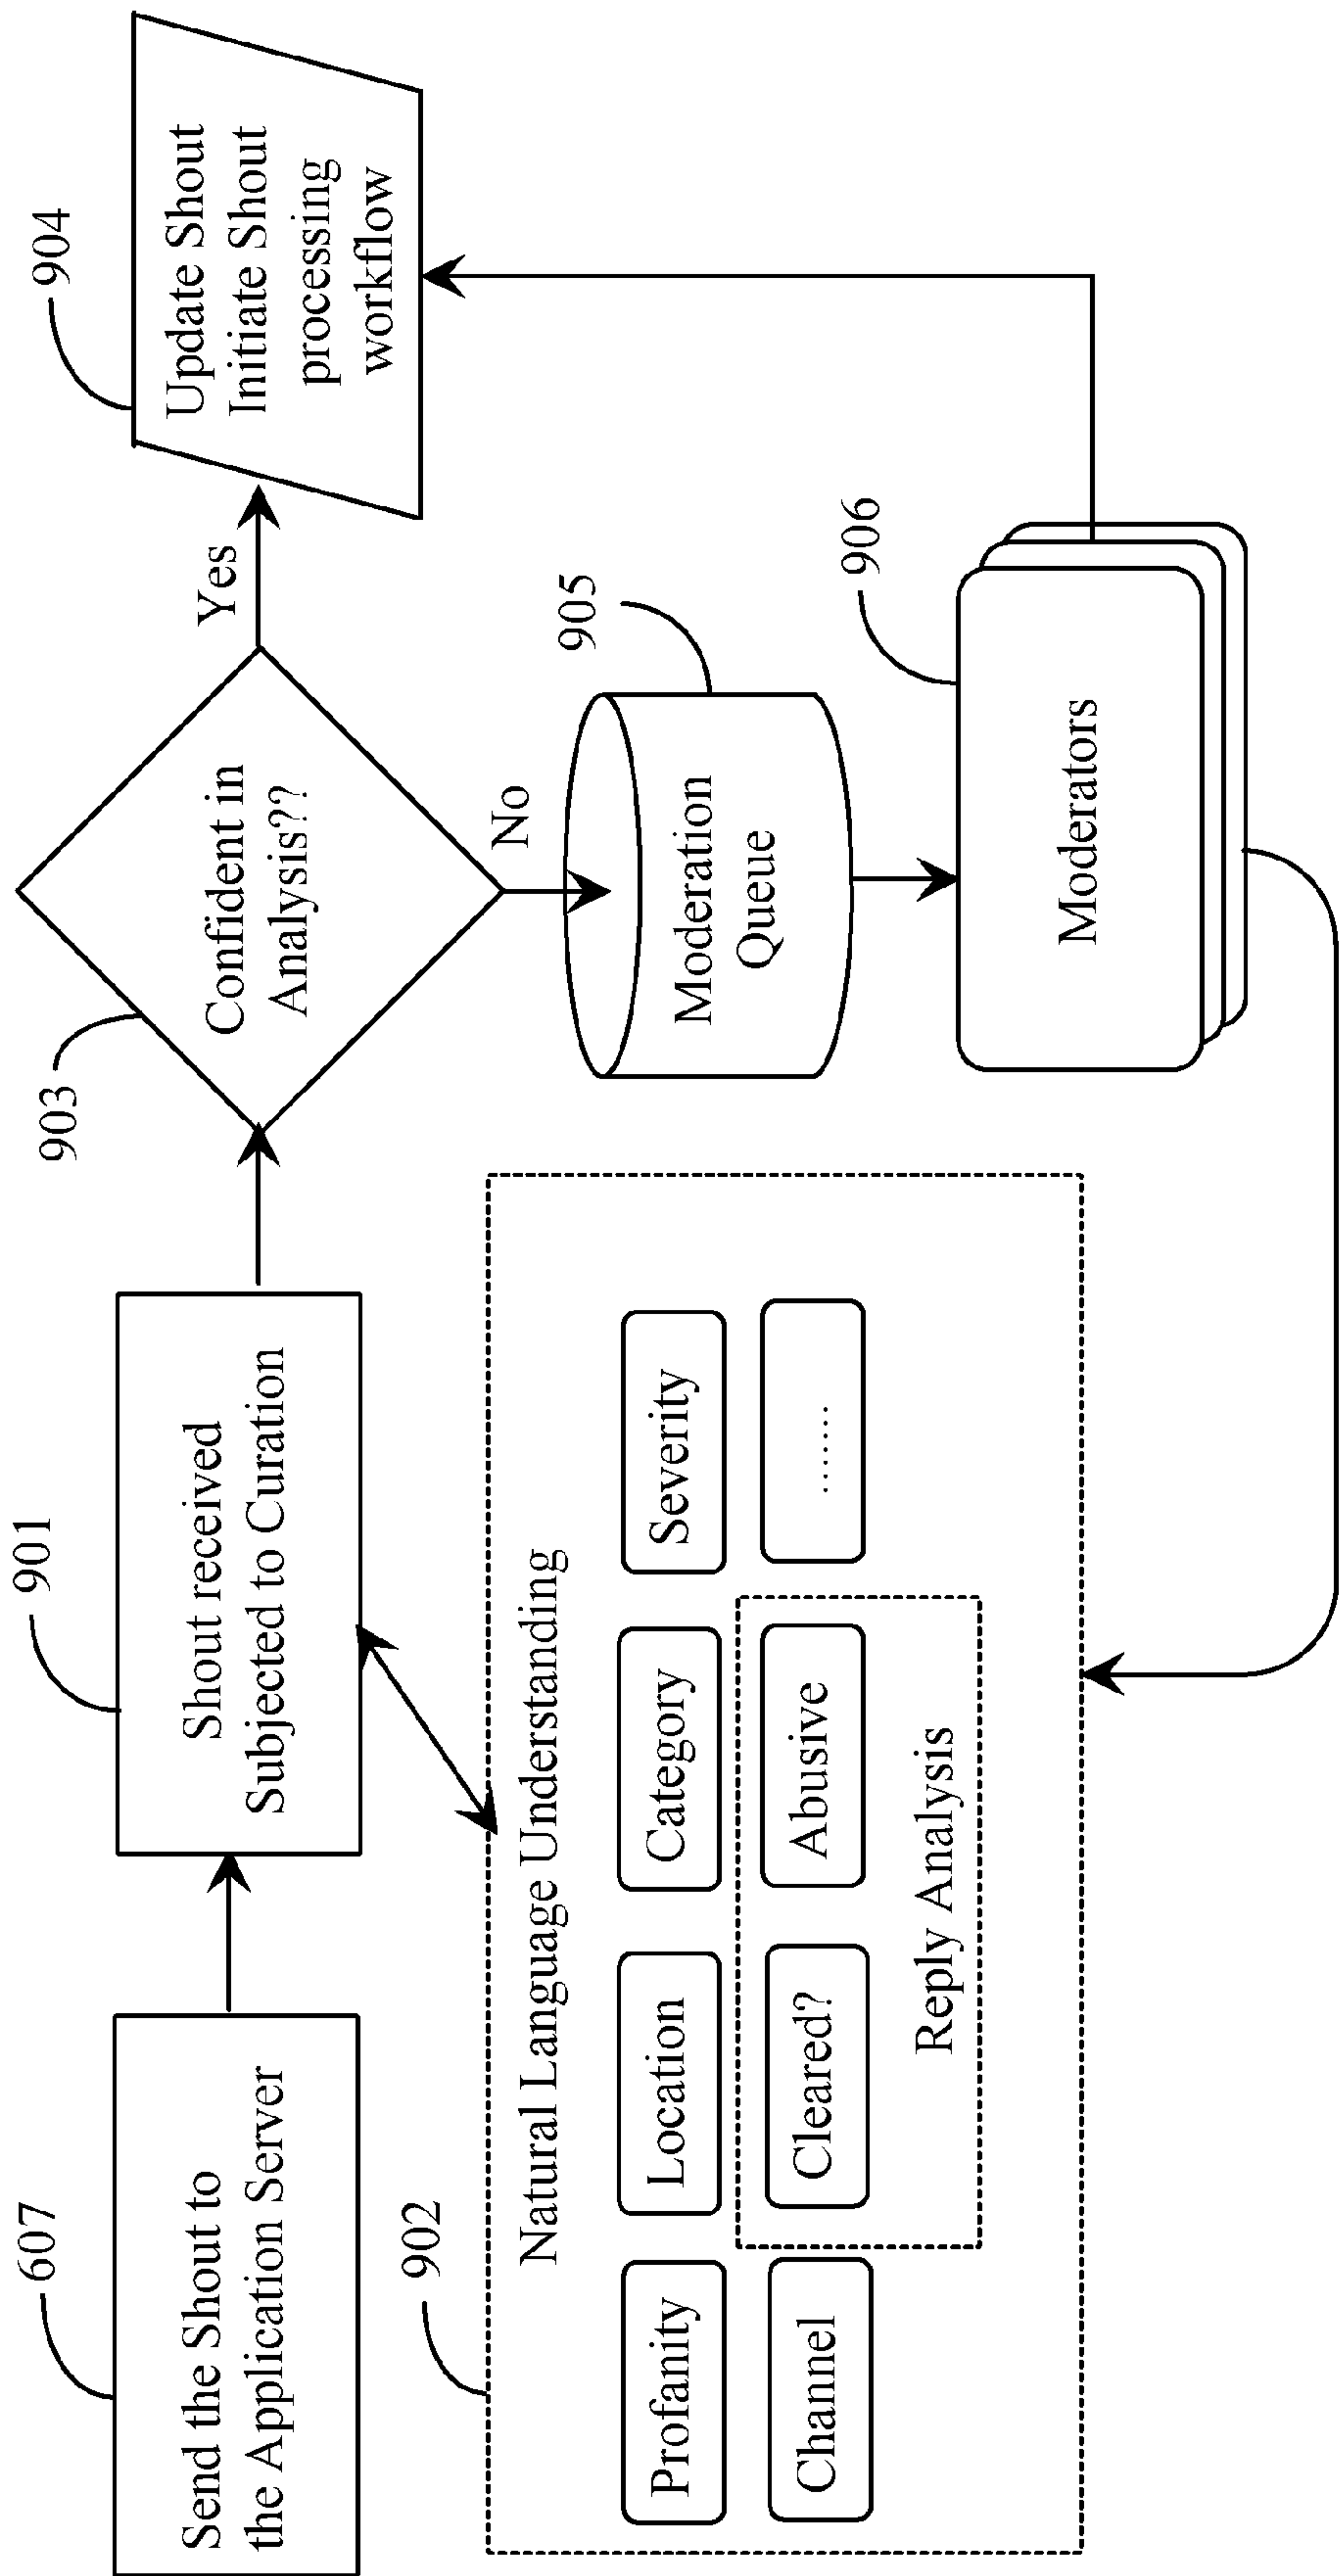 607
Send the Shout to
the Application Server
901
Shout received
Subjected to Curation
903
Confident in
Analysis??
Yes
No
904
Update Shout
Initiate Shout
processing
workflow
902
Natural Language Understanding
Profanity
Location
Category
Severity
Channel
Cleared?
Abusive
.......
Reply Analysis
905
Moderation
Queue
906
Moderators